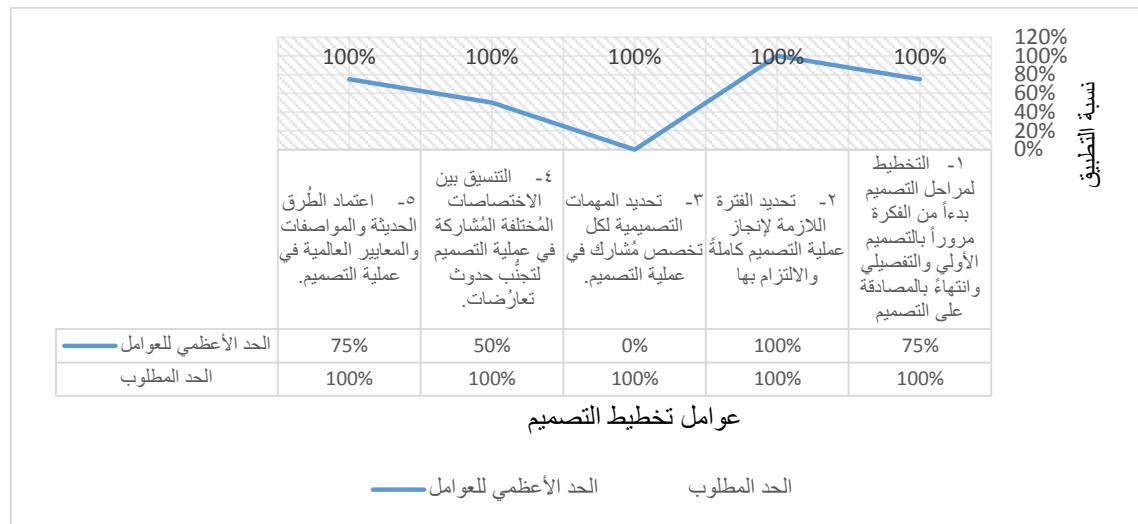 100% 100% 100% 100% 100%
120%
100%
80%
60%
40%
20%
0%
نسبة التطبيق
١- التخطيط
لمراحل التصميم
بدءاً من الفكرة
مروراً بالتصميم
الأولي والتفصيلي
وانتهاءً بالمصادقة
على التصميم
٢- تحديد الفترة
اللازمة لإنجاز
عملية التصميم كاملةً
والالتزام بها
٣- تحديد المهمات
التصميمية لكل
تخصص مُشارك في
عملية التصميم.
٤- التنسيق بين
الاختصاصات
المُختلفة المُشاركة
في عملية التصميم
لتجنُّب حدوث
تعارُضات.
٥- اعتماد الطُرق
الحديثة والمواصفات
والمعايير العالمية في
عملية التصميم.
الحد الأعظمي للعوامل 75% 50% 0% 100% 75%
الحد المطلوب 100% 100% 100% 100% 100%
عوامل تخطيط التصميم
الحد المطلوب الحد الأعظمي للعوامل